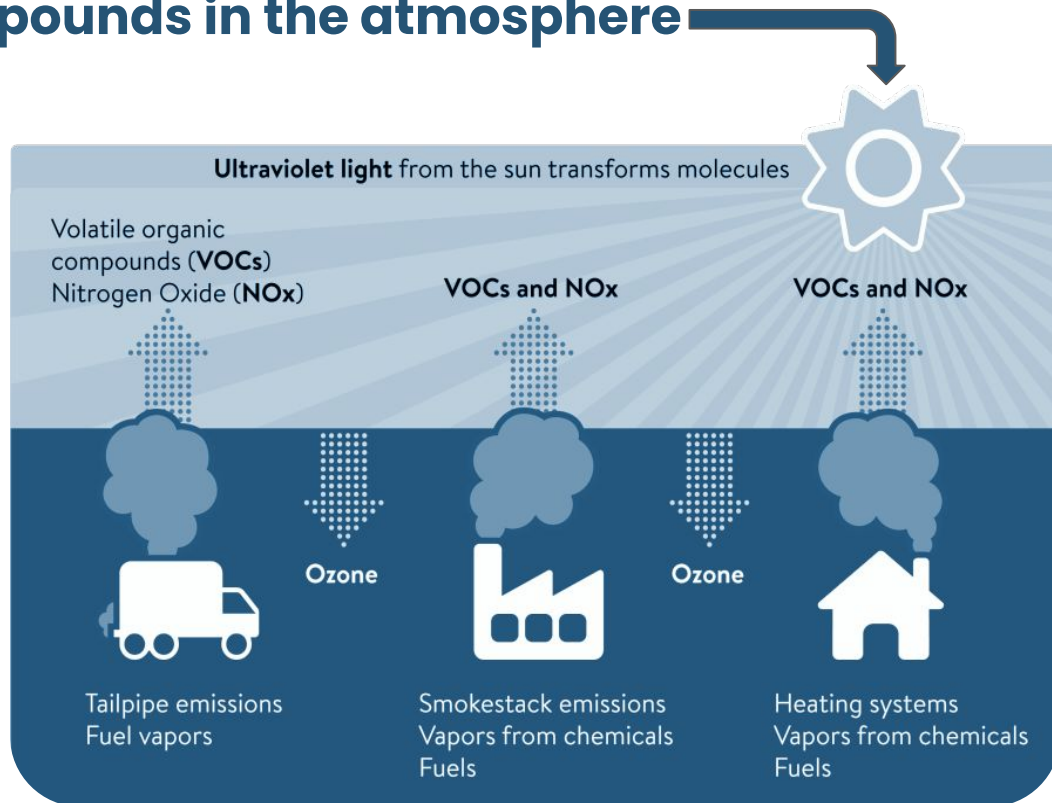 pounds in the atmosphere
Ultraviolet light from the sun transforms molecules
Volatile organic
compounds (VOCs)
Nitrogen Oxide (NOx)
VOCs and NOx
VOCs and NOx
Ozone
Ozone
Tailpipe emissions
Fuel vapors
Smokestack emissions
Vapors from chemicals
Fuels
Heating systems
Vapors from chemicals
Fuels